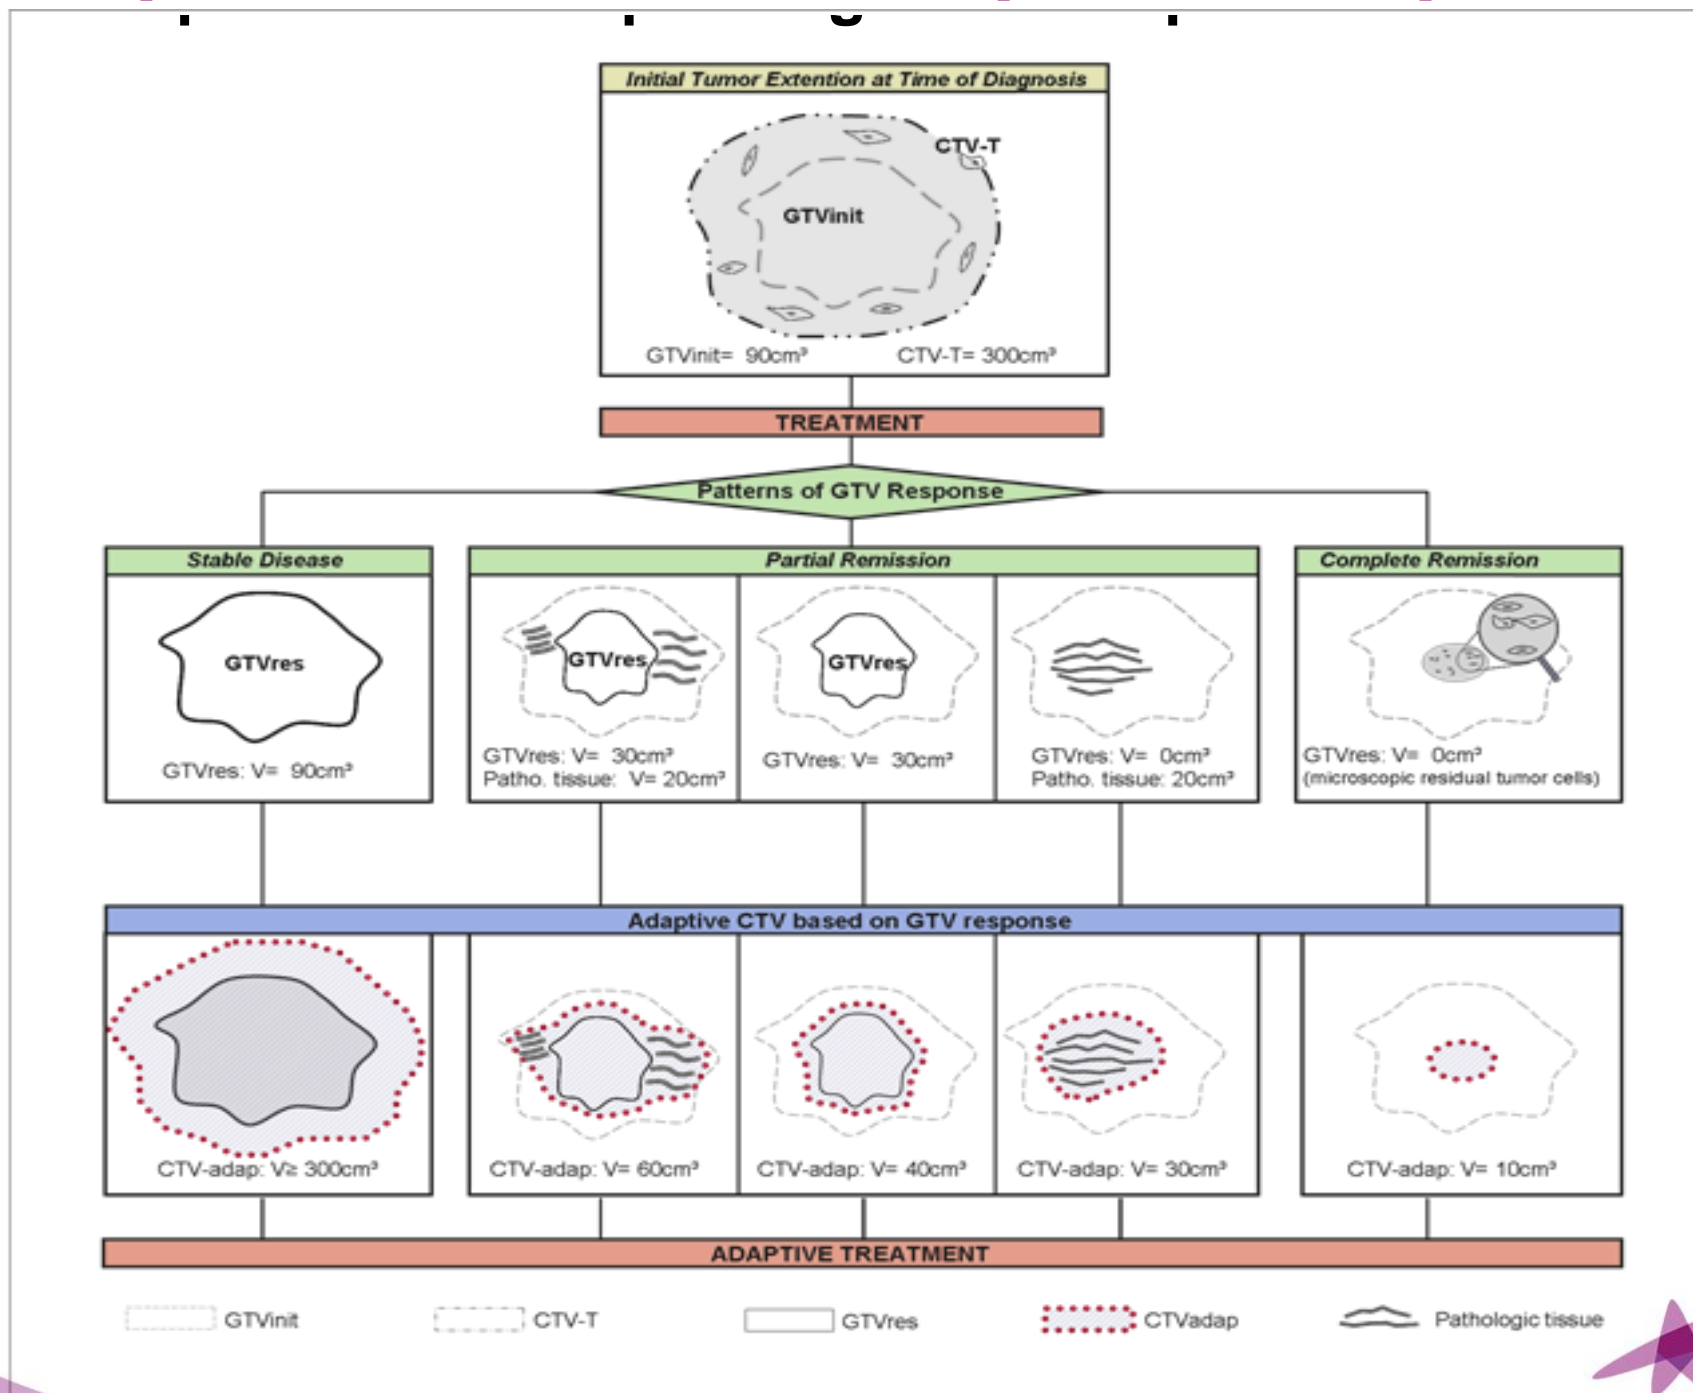 Initial Tumor Extention at Time of Diagnosis
CTV-T
GTVinit
GTVinit= 90cm³ CTV-T= 300cm³
TREATMENT
Patterns of GTV Response
Stable Disease
GTVres
GTVres: V= 90cm³
Partial Remission
GTVres
GTVres: V= 30cm³
Patho. tissue: V= 20cm³
GTVres
GTVres: V= 30cm³
GTVres: V= 0cm³
Patho. tissue: 20cm³
Complete Remission
GTVres: V= 0cm³
(microscopic residual tumor cells)
Adaptive CTV based on GTV response
CTV-adap: V≥ 300cm³
CTV-adap: V= 60cm³
CTV-adap: V= 40cm³
CTV-adap: V= 30cm³
CTV-adap: V= 10cm³
ADAPTIVE TREATMENT
GTVinit
CTV-T
GTVres
CTVadap
Pathologic tissue